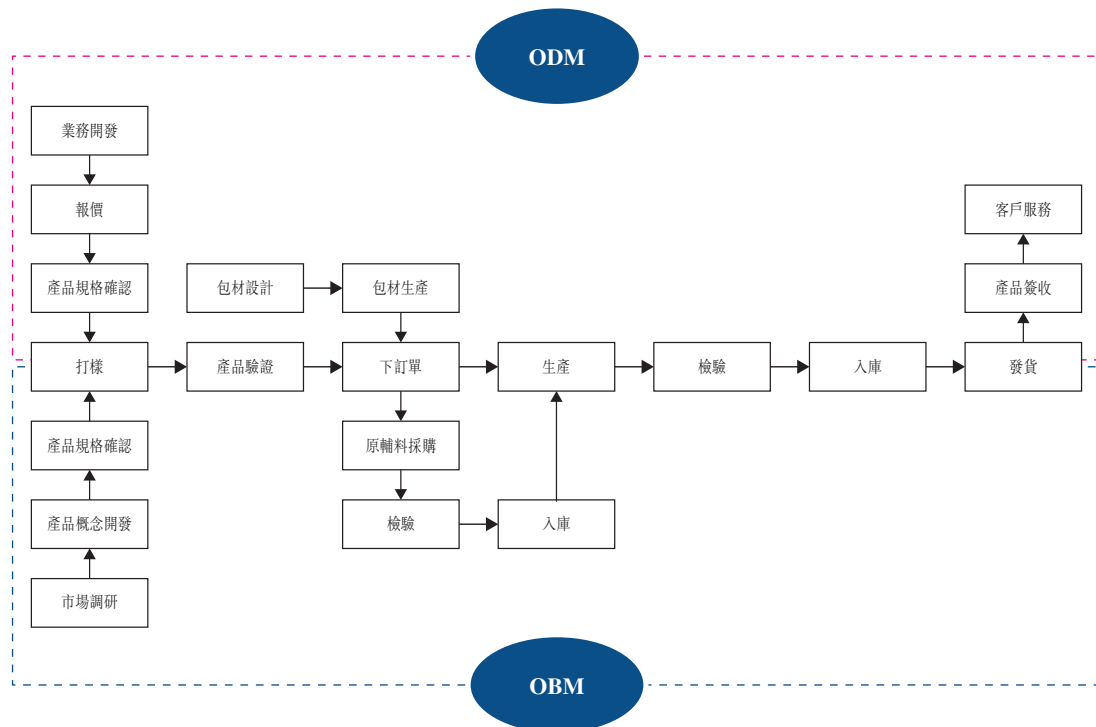 ODM
業務開發
報價
客戶服務
產品規格確認
包材設計
包材生產
產品簽收
打樣
產品驗證
下訂單
生產
檢驗
入庫
發貨
產品規格確認
原輔料採購
產品概念開發
檢驗
入庫
市場調研
OBM